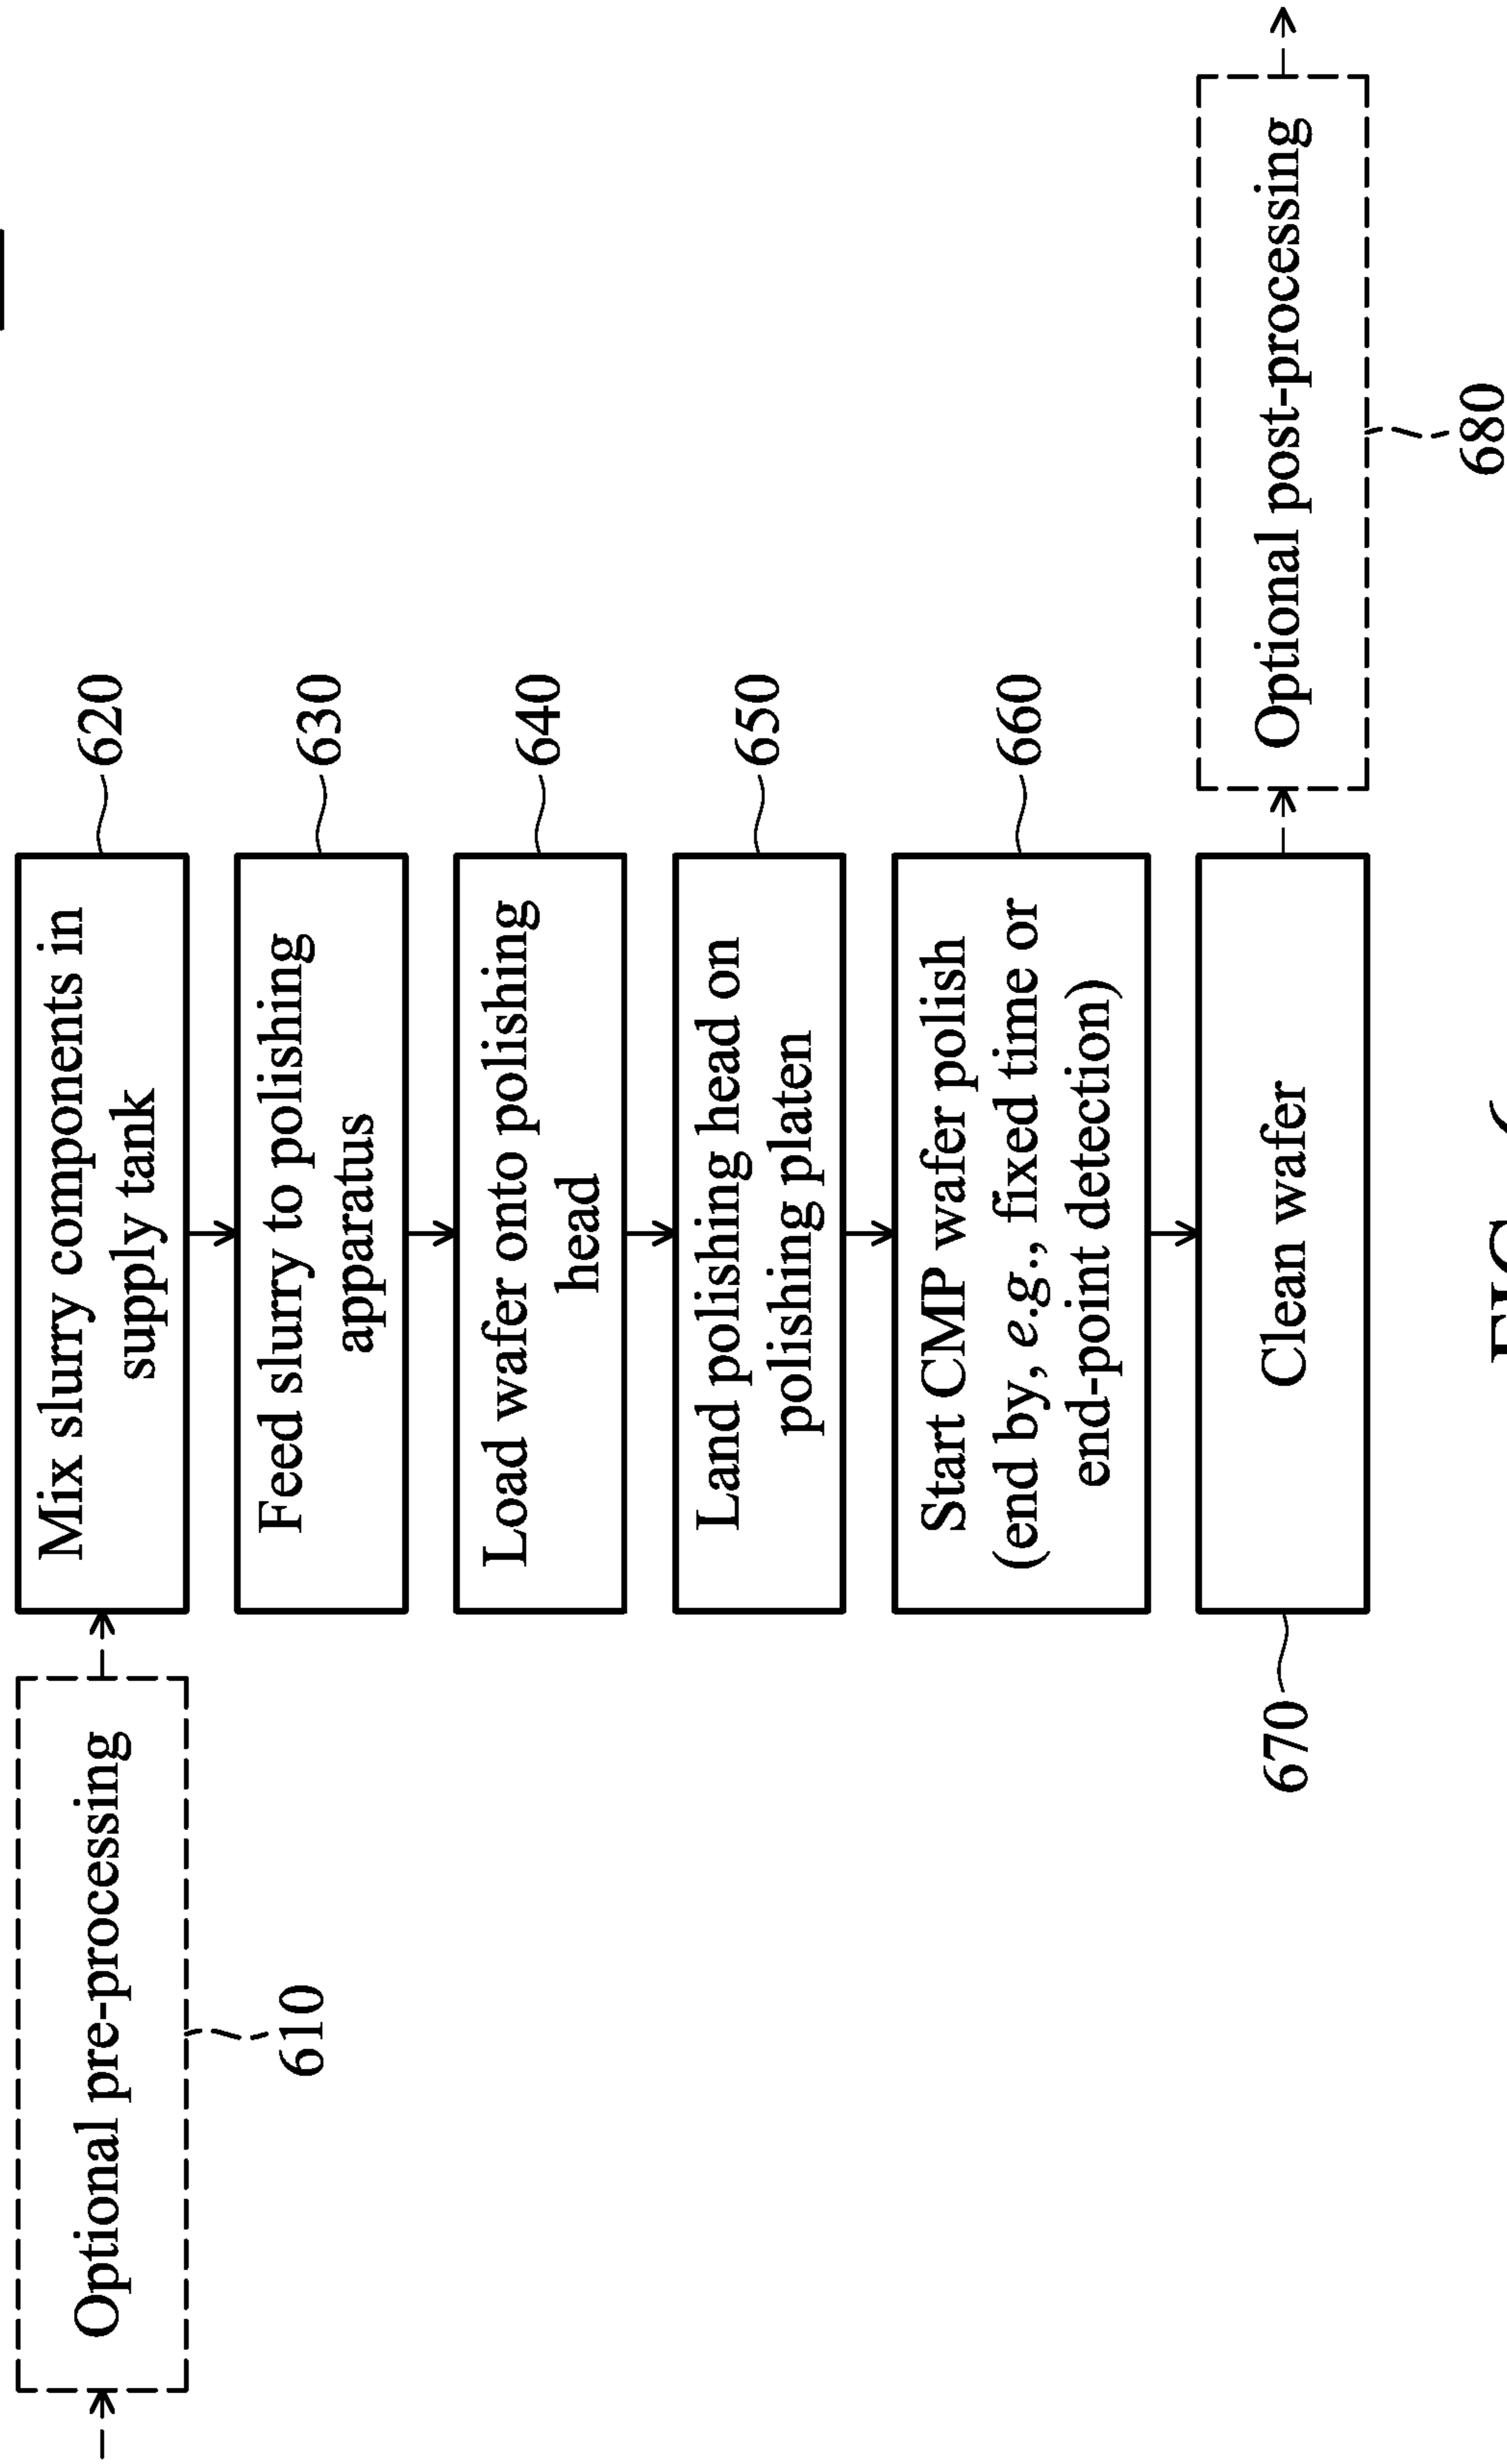 Optional pre-processing
610
Mix slurry components in
supply tank
620
Feed slurry to polishing
apparatus
630
Load wafer onto polishing
head
640
Land polishing head on
polishing platen
650
Start CMP wafer polish
(end by, e.g., fixed time or
end-point detection)
660
Clean wafer
670
Optional post-processing
680